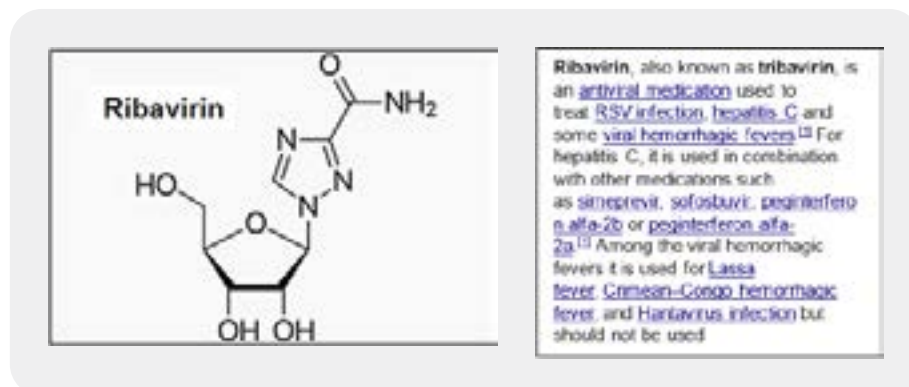 Ribavirin
O
NH2
N
N
N
HO
O
OH OH
Ribavirin, also known as tribavirin, is
an antiviral medication used to
treat RSV infection, hepatitis C and
some viral hemorrhagic fevers. For
hepatitis C, it is used in combination
with other medications such
as simeprevir, sofosbuvir, peginterfero
n alfa-2b or peginterferon alfa-
2a. Among the viral hemorrhagic
fevers it is used for Lassa
fever, Crimean–Congo hemorrhagic
fever, and Hantavirus infection but
should not be used